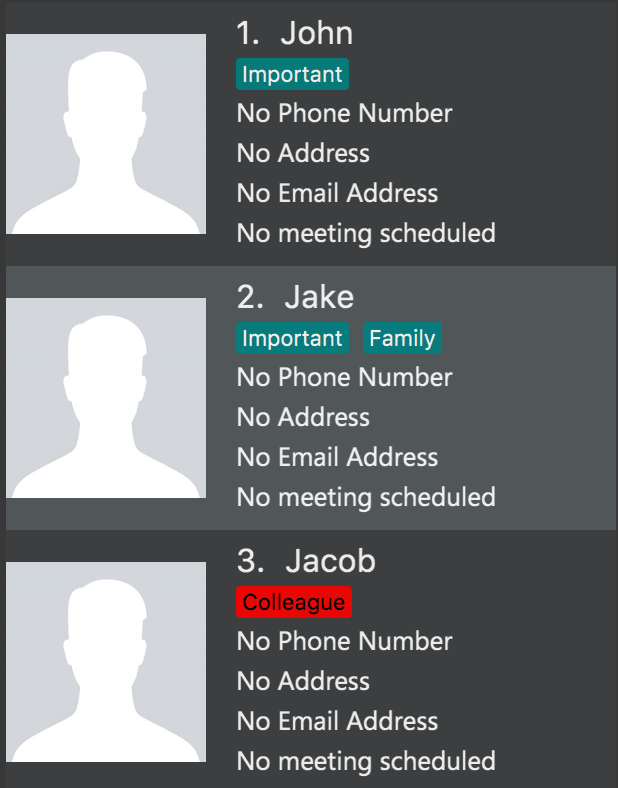 1. John
Important
No Phone Number
No Address
No Email Address
No meeting scheduled
2. Jake
Important Family
No Phone Number
No Address
No Email Address
No meeting scheduled
3. Jacob
Colleague
No Phone Number
No Address
No Email Address
No meeting scheduled